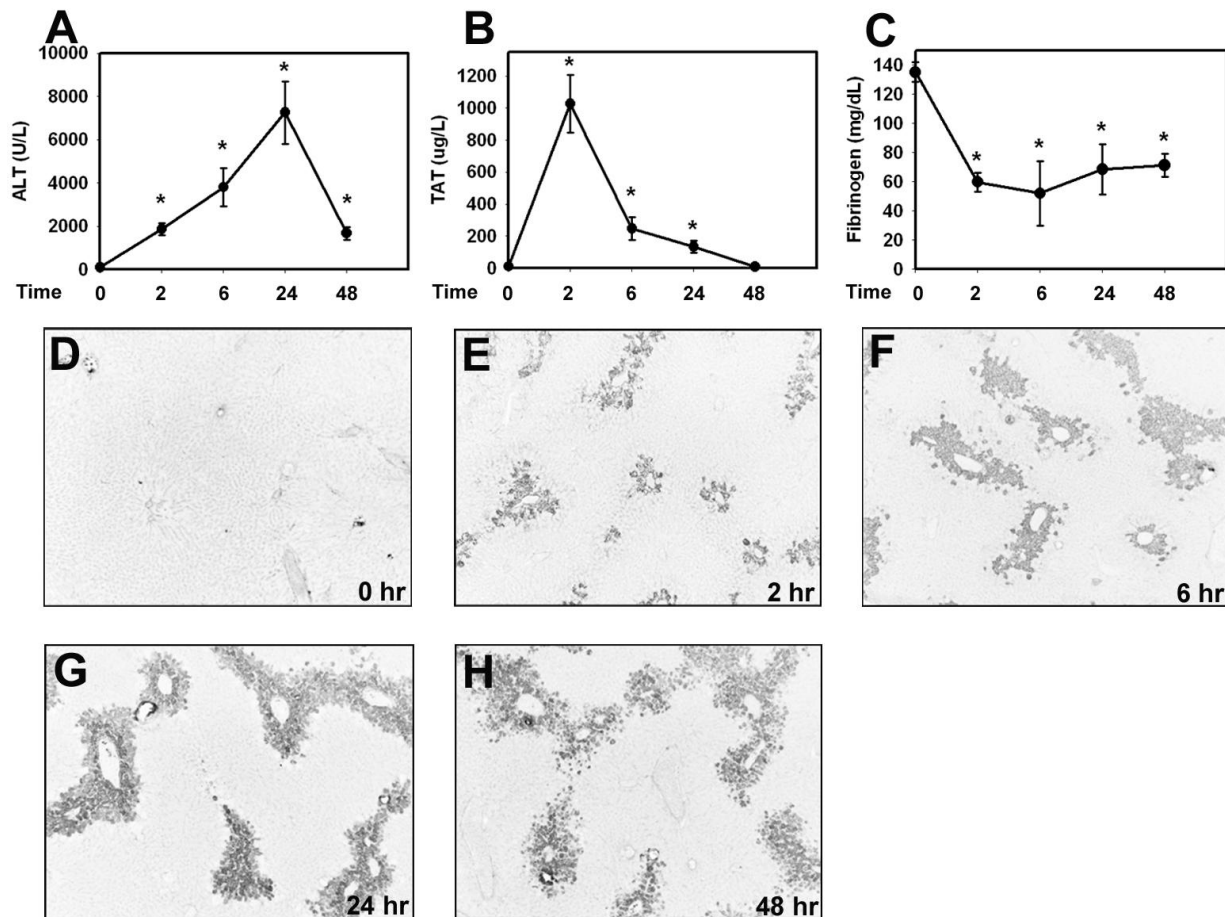 A
10000
8000
6000
4000
2000
0
ALT (U/L)
*
*
*
*
Time 0 2 6 24 48
B
1200
1000
800
600
400
200
0
TAT (ug/L)
*
*
*
Time 0 2 6 24 48
C
140
120
100
80
60
40
20
0
Fibrinogen (mg/dL)
*
*
*
*
Time 0 2 6 24 48
D
0 hr
E
2 hr
F
6 hr
G
24 hr
H
48 hr